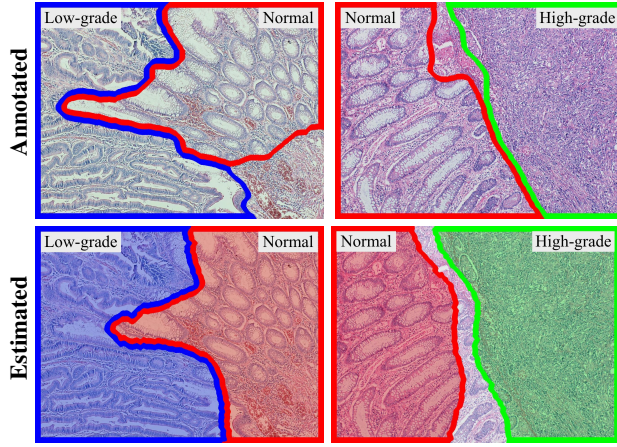 Annotated
Low-grade
Normal
Normal
High-grade
Estimated
Low-grade
Normal
Normal
High-grade